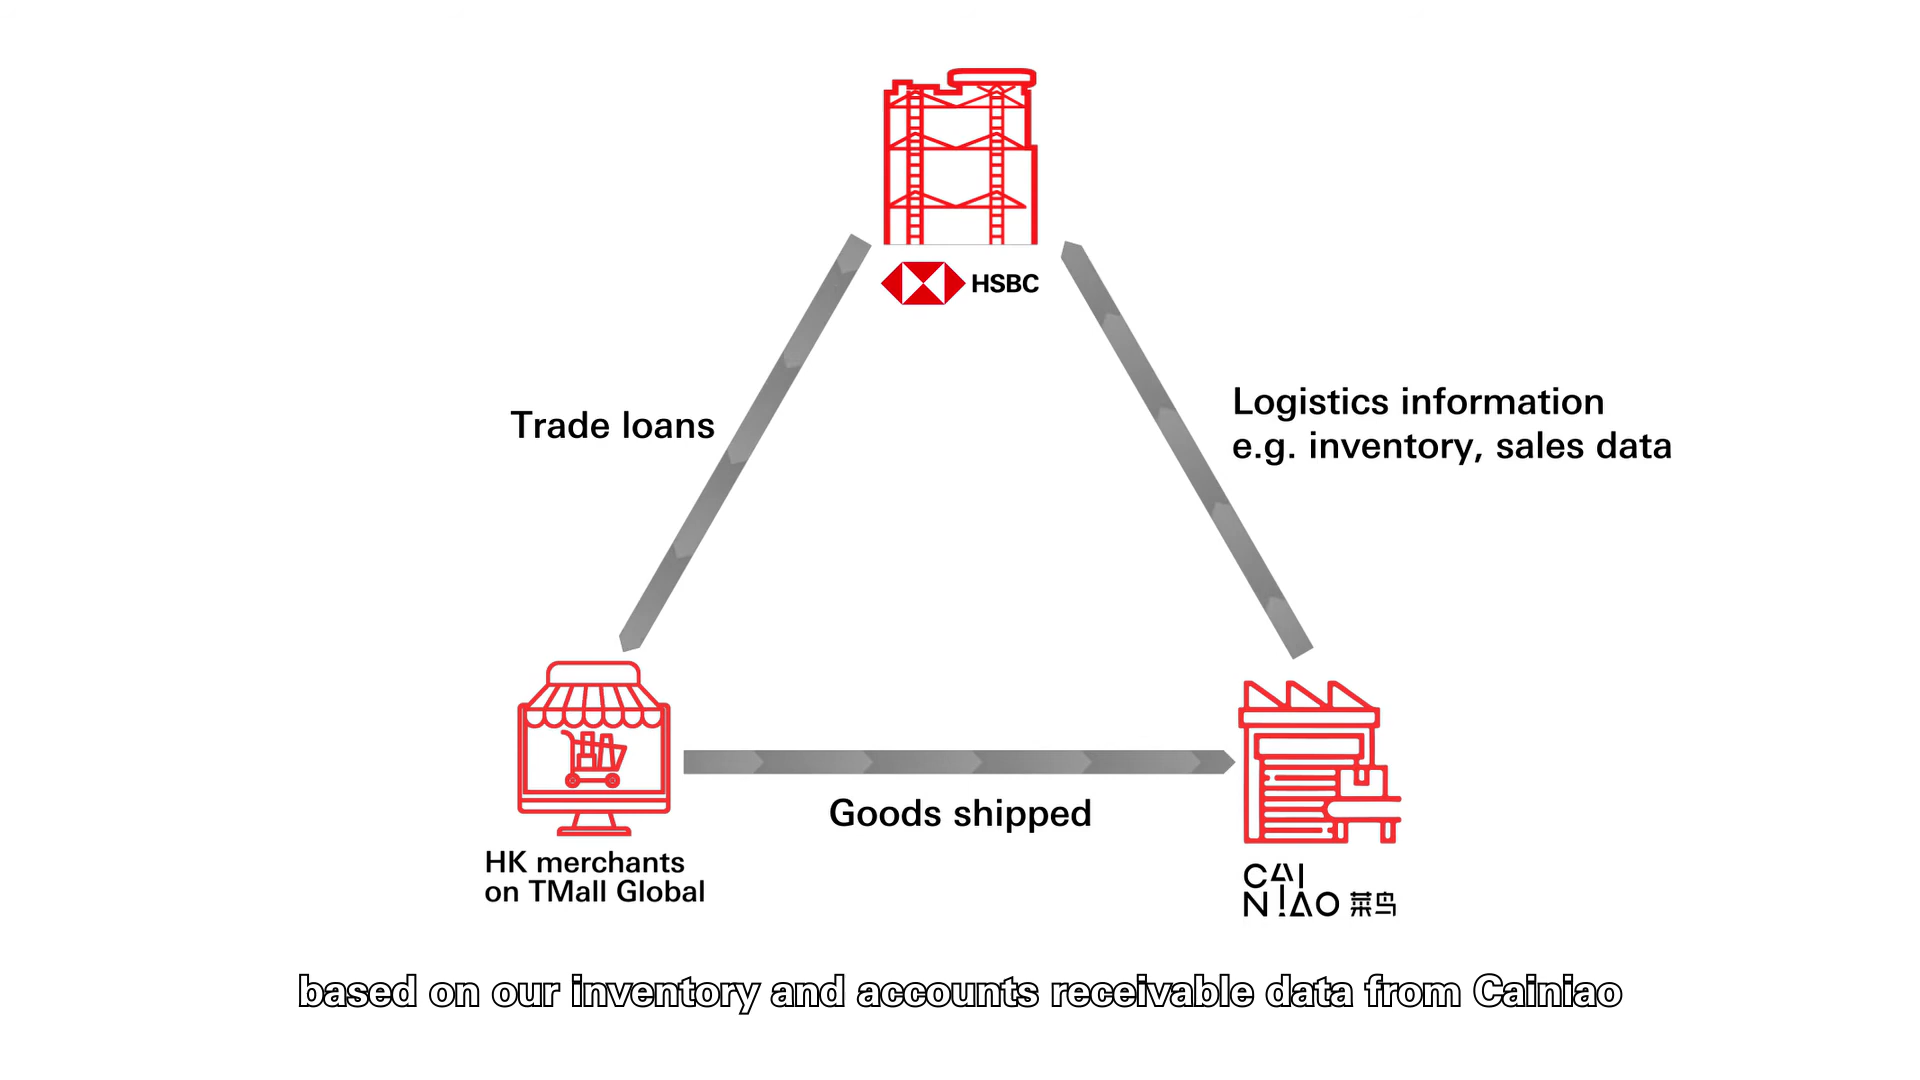 HSBC
Trade loans
Logistics information
e.g. inventory, sales data
Goods shipped
HK merchants
on TMall Global
CAI
NIAO 菜鸟
based on our inventory and accounts receivable data from Cainiao